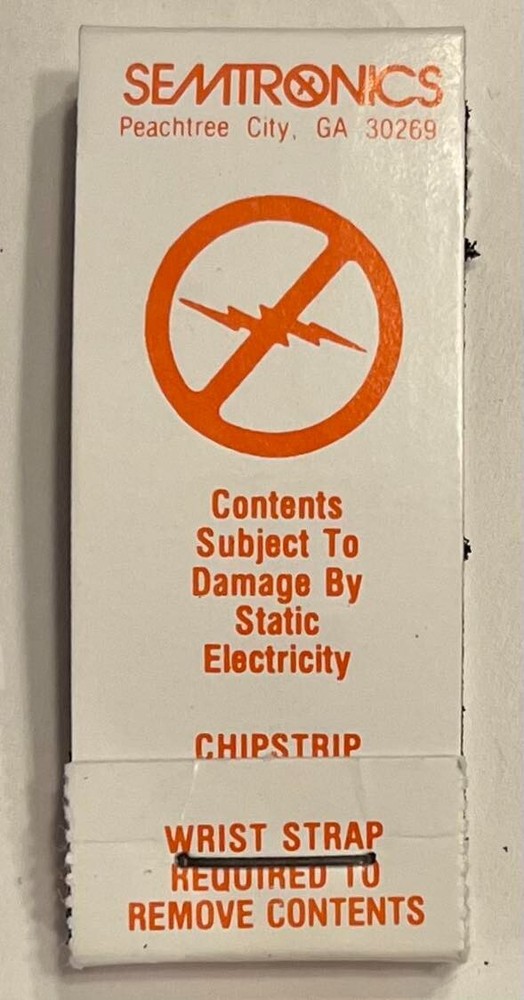 SEMTRONICS
Peachtree City, GA 30269
Contents
Subject To
Damage By
Static
Electricity
CHIPSTRIP
WRIST STRAP
REQUIRED TO
REMOVE CONTENTS